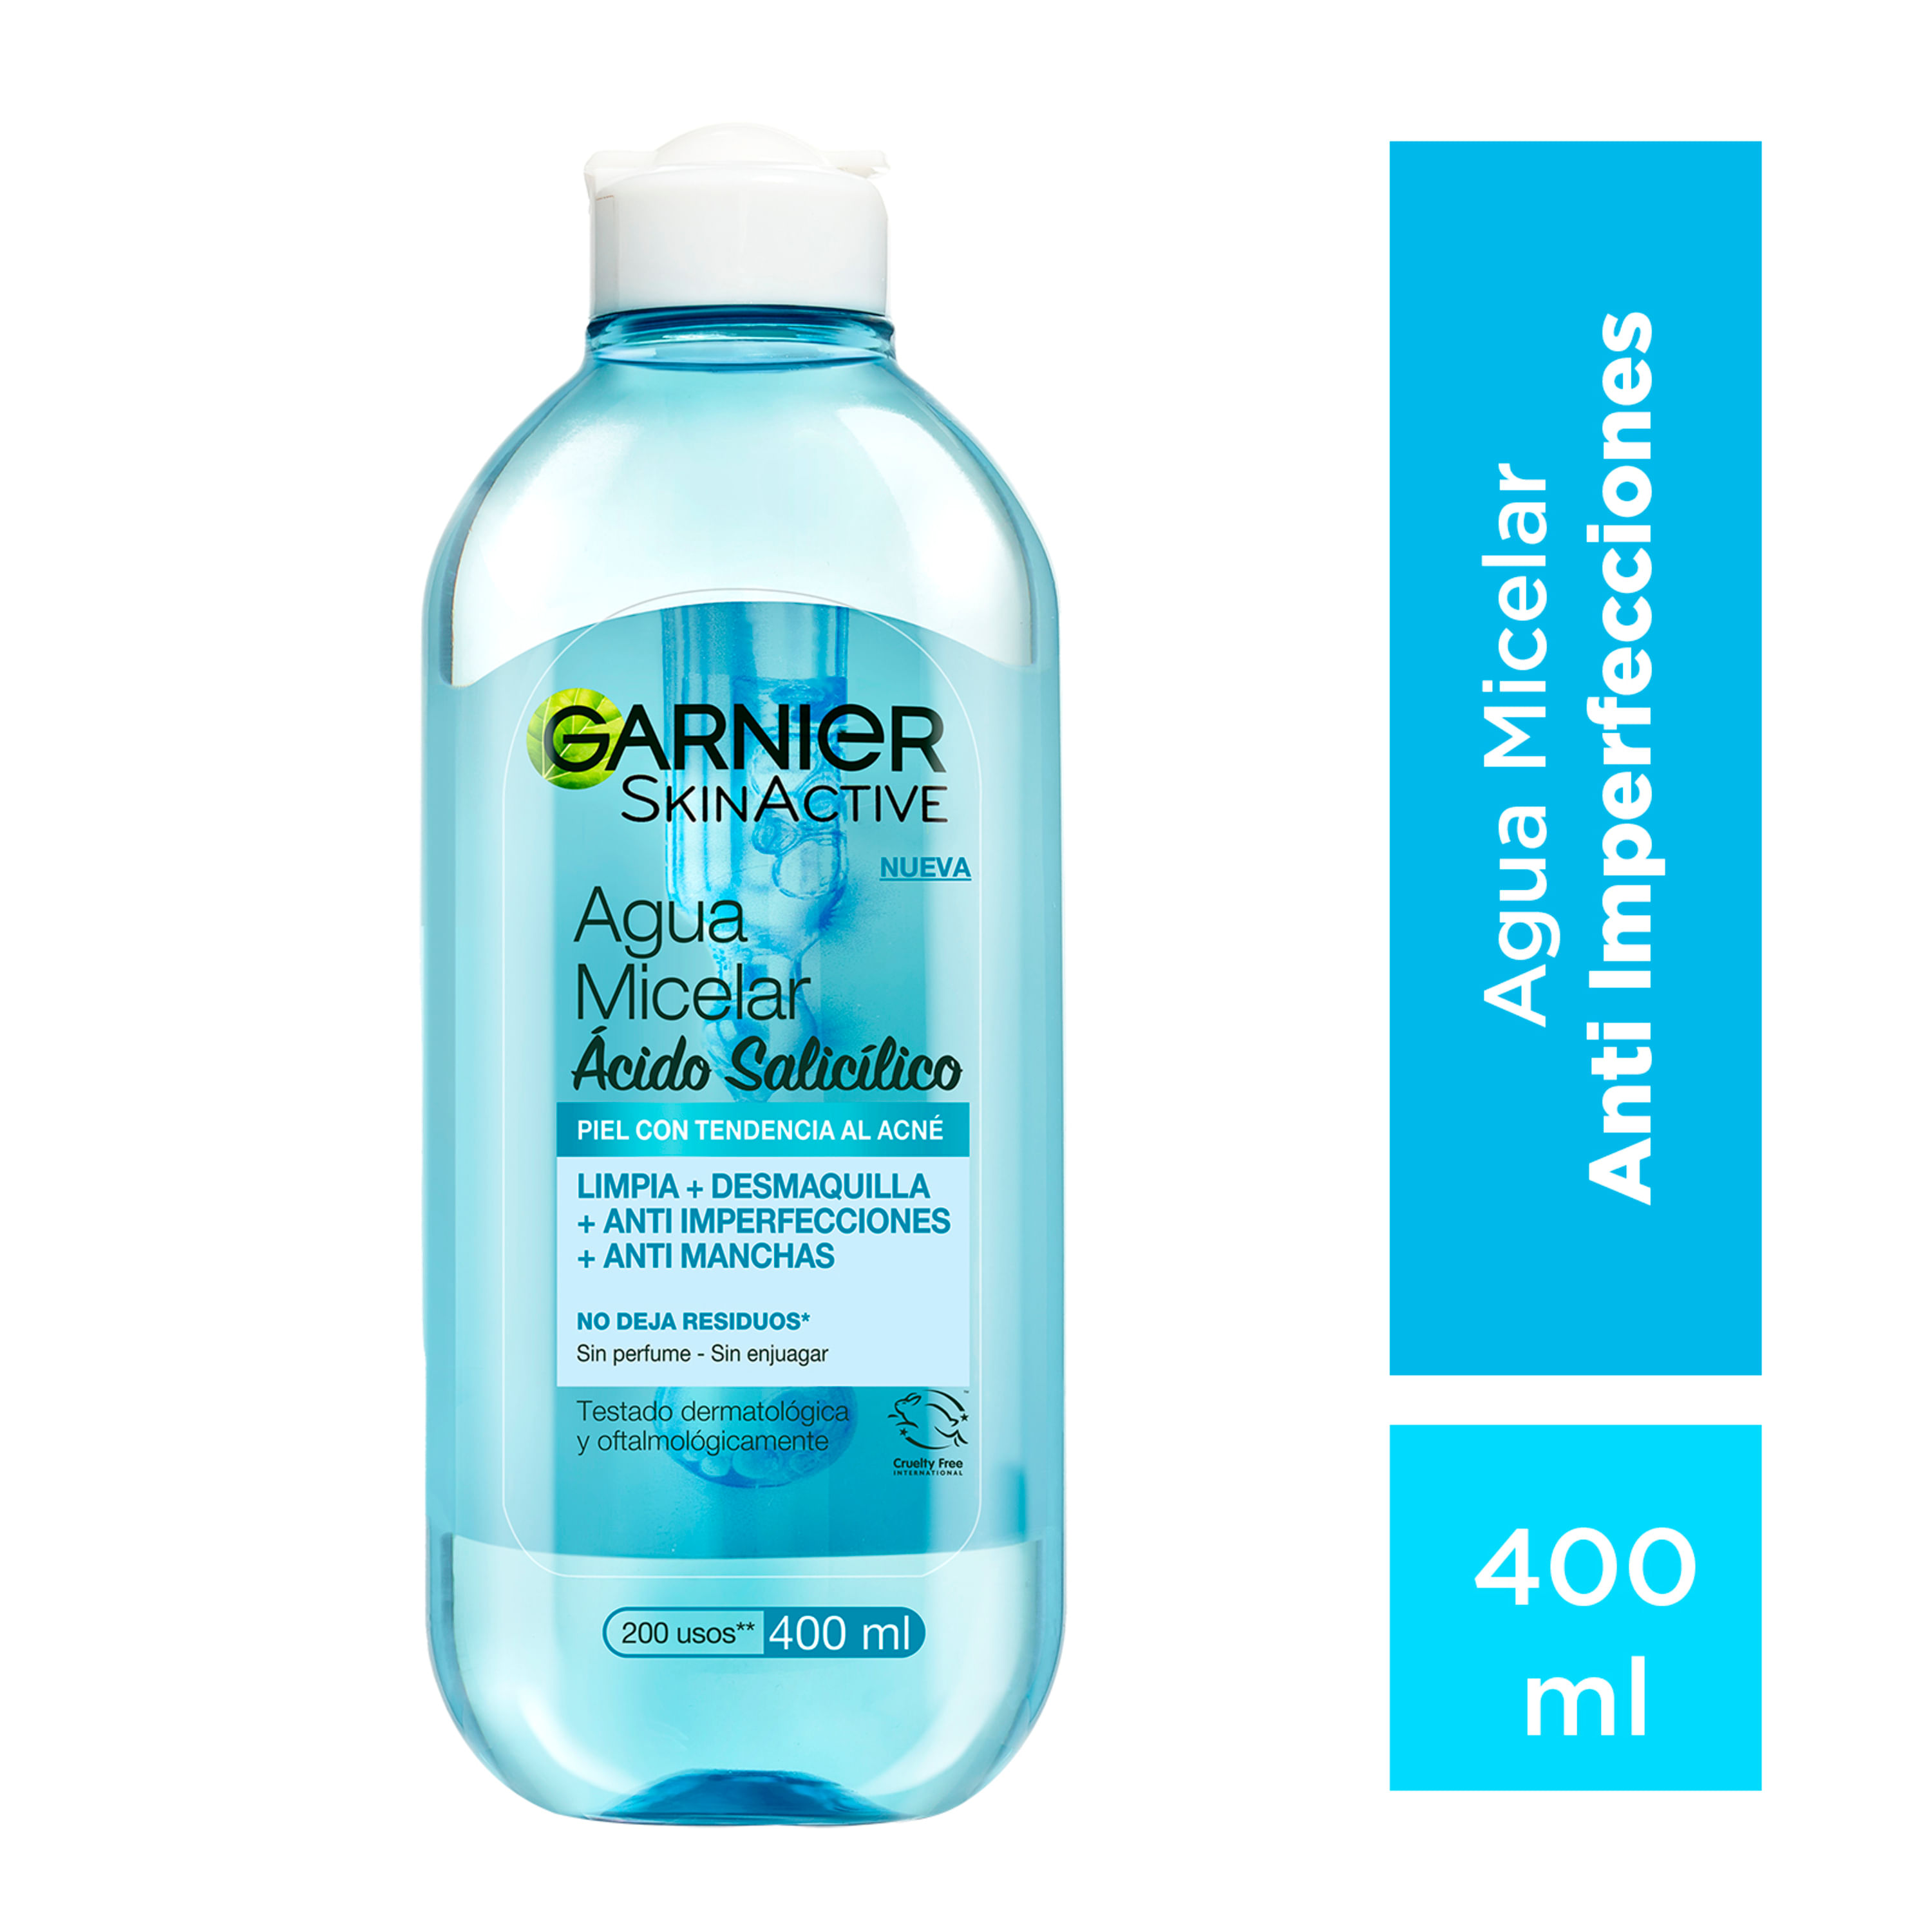 GARNIER
SKINACTIVE
NUEVA
Agua
Micelar
Ácido Salicílico
PIEL CON TENDENCIA AL ACNÉ
LIMPIA + DESMAQUILLA
+ ANTI IMPERFECCIONES
+ ANTI MANCHAS
NO DEJA RESIDUOS*
Sin perfume - Sin enjuagar
Testado dermatológica
y oftalmológicamente
Cruelty Free
INTERNATIONAL
200 usos** 400 ml
Agua Micelar
Anti Imperfecciones
400
ml